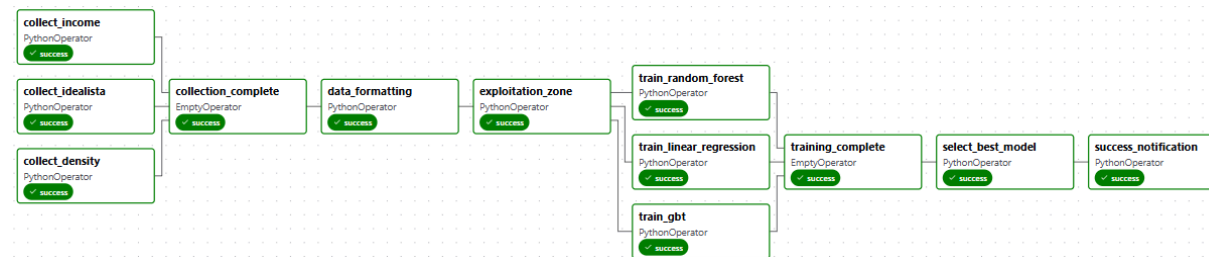 collect_income
PythonOperator
success
collect_idealista
PythonOperator
success
collect_density
PythonOperator
success
collection_complete
EmptyOperator
success
data_formatting
PythonOperator
success
exploitation_zone
PythonOperator
success
train_random_forest
PythonOperator
success
train_linear_regression
PythonOperator
success
train_gbt
PythonOperator
success
training_complete
EmptyOperator
success
select_best_model
PythonOperator
success
success_notification
PythonOperator
success